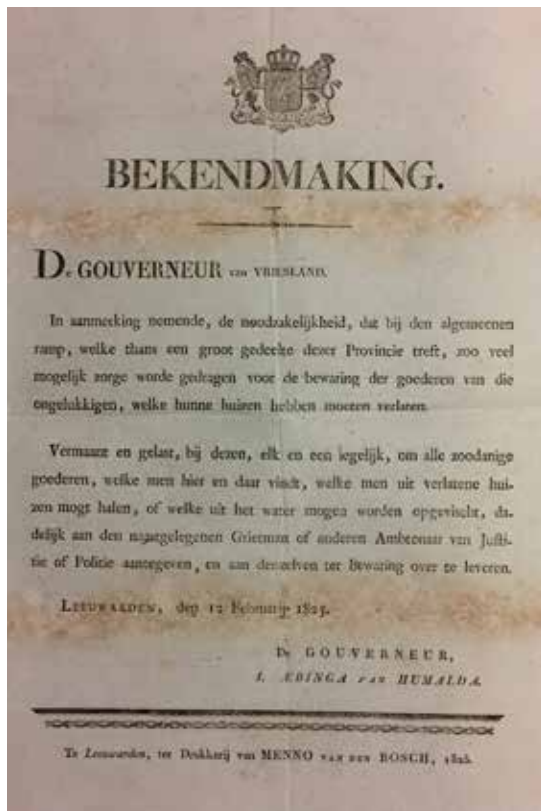 BEKENDMAKING.
De GOUVERNEUR van VRIESLAND.
In aanmerking nemende, de noodzakelijkheid, dat bij den algemeenen
ramp, welke thans een groot gedeelte dezer Provincie treft, zoo veel
mogelijk zorge worde gedragen voor de bewaring der goederen van die
ongelukkigen, welke hunne huizen hebben moeten verlaten.
Vermaant en gelast, bij dezen, elk en een iegelijk, om alle zoodanige
goederen, welke men hier en daar vindt, welke men uit verlatene hui-
zen mogt halen, of welke uit het water mogen worden opgevischt, da-
delijk aan den naastgelegenen Grietman of anderen Ambtenaar van Justi-
tie of Politie aantegeven, en aan denzelven ter bewaring over te leveren.
LEEUWARDEN, den 12 Februarij 1825.
De GOUVERNEUR,
I. ÆBINGA van HUMALDA.
Te Leeuwarden, ter Drukkerij van MENNO VAN DEN BOSCH, 1825.